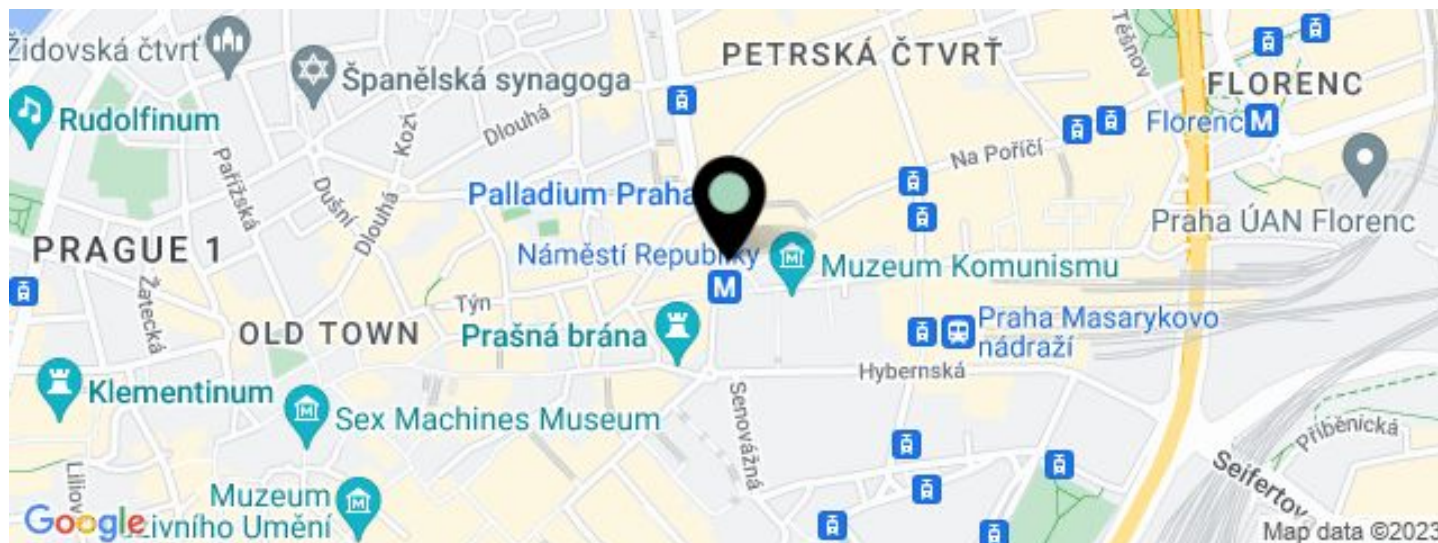 Židovská čtvrť
PETRSKÁ ČTVRŤ
Těšnov
FLORENC
Španělská synagoga
Rudolfinum
Dlouhá
Florenc
M
Pařížská
Dušní
Dlouhá
Na Poříčí
Palladium Praha
Praha ÚAN Florenc
PRAGUE 1
Náměstí Republiky
M
Muzeum Komunismu
Žatecká
Týn
OLD TOWN
Prašná brána
Praha Masarykovo
nádraží
Hybernská
Klementinum
Sex Machines Museum
Senovážná
Příběnická
Muzeum
Google
Map data ©2023